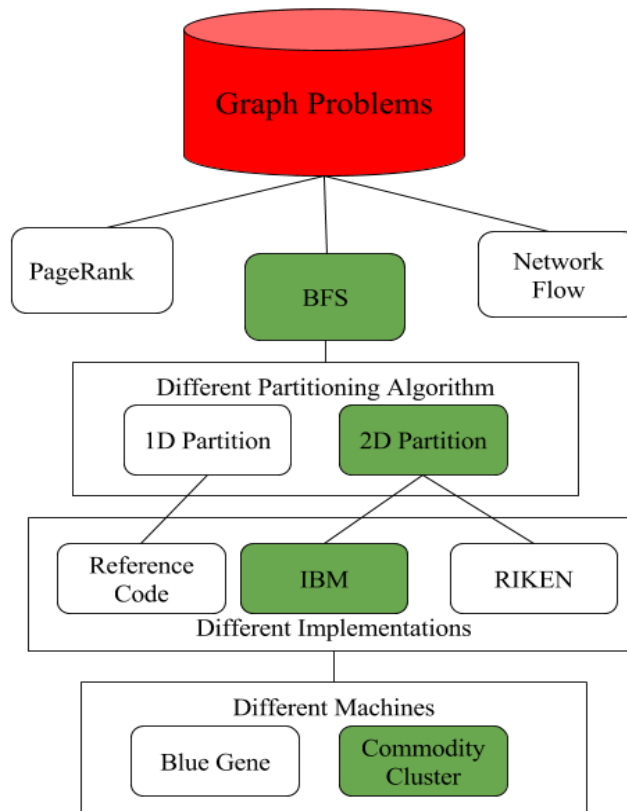 Graph Problems
PageRank
BFS
Network
Flow
Different Partitioning Algorithm
1D Partition
2D Partition
Reference
Code
IBM
RIKEN
Different Implementations
Different Machines
Blue Gene
Commodity
Cluster